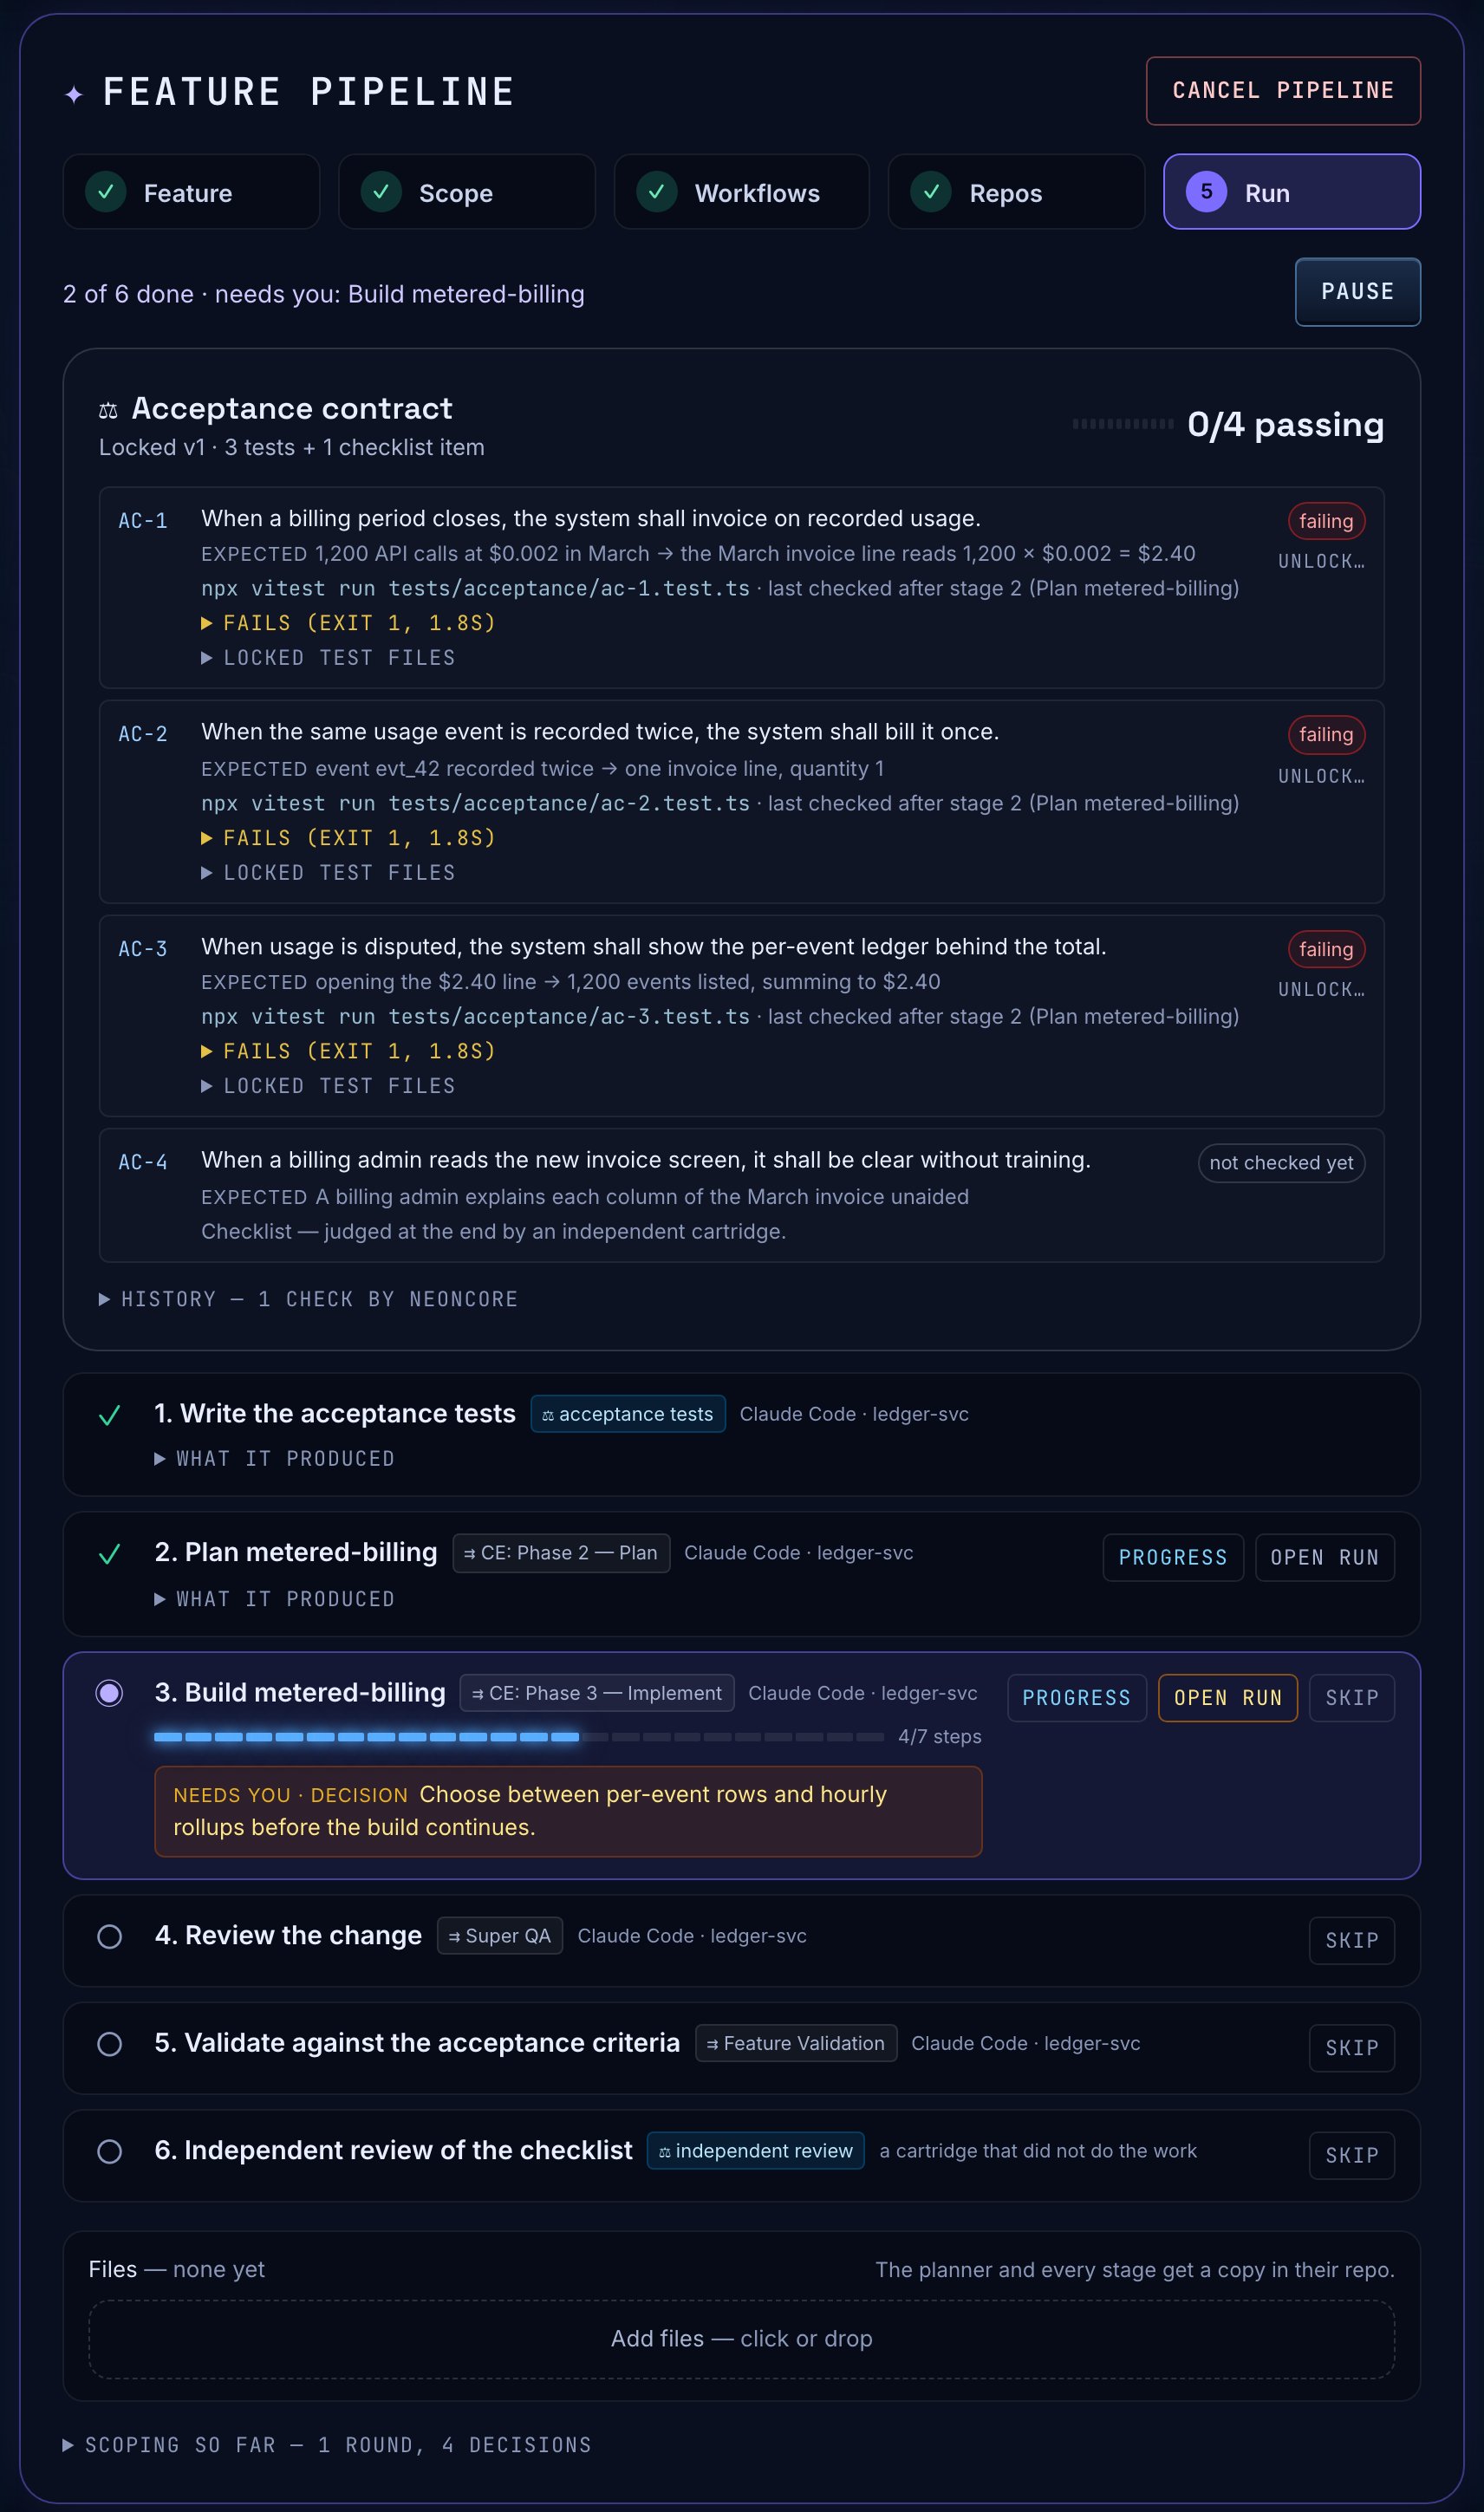 ✦ FEATURE PIPELINE
CANCEL PIPELINE
Feature
Scope
Workflows
Repos
5 Run
2 of 6 done · needs you: Build metered-billing
PAUSE
Acceptance contract
Locked v1 · 3 tests + 1 checklist item
0/4 passing
AC-1
When a billing period closes, the system shall invoice on recorded usage.
EXPECTED 1,200 API calls at $0.002 in March → the March invoice line reads 1,200 × $0.002 = $2.40
npx vitest run tests/acceptance/ac-1.test.ts · last checked after stage 2 (Plan metered-billing)
▶ FAILS (EXIT 1, 1.8S)
▶ LOCKED TEST FILES
failing
UNLOCK…
AC-2
When the same usage event is recorded twice, the system shall bill it once.
EXPECTED event evt_42 recorded twice → one invoice line, quantity 1
npx vitest run tests/acceptance/ac-2.test.ts · last checked after stage 2 (Plan metered-billing)
▶ FAILS (EXIT 1, 1.8S)
▶ LOCKED TEST FILES
failing
UNLOCK…
AC-3
When usage is disputed, the system shall show the per-event ledger behind the total.
EXPECTED opening the $2.40 line → 1,200 events listed, summing to $2.40
npx vitest run tests/acceptance/ac-3.test.ts · last checked after stage 2 (Plan metered-billing)
▶ FAILS (EXIT 1, 1.8S)
▶ LOCKED TEST FILES
failing
UNLOCK…
AC-4
When a billing admin reads the new invoice screen, it shall be clear without training.
EXPECTED A billing admin explains each column of the March invoice unaided
Checklist — judged at the end by an independent cartridge.
not checked yet
▶ HISTORY — 1 CHECK BY NEONCORE
1. Write the acceptance tests ⚖ acceptance tests Claude Code · ledger-svc
▶ WHAT IT PRODUCED
2. Plan metered-billing ⇉ CE: Phase 2 — Plan Claude Code · ledger-svc
PROGRESS
OPEN RUN
▶ WHAT IT PRODUCED
3. Build metered-billing ⇉ CE: Phase 3 — Implement Claude Code · ledger-svc
PROGRESS
OPEN RUN
SKIP
4/7 steps
NEEDS YOU · DECISION Choose between per-event rows and hourly
rollups before the build continues.
4. Review the change ⇉ Super QA Claude Code · ledger-svc
SKIP
5. Validate against the acceptance criteria ⇉ Feature Validation Claude Code · ledger-svc
SKIP
6. Independent review of the checklist ⚖ independent review a cartridge that did not do the work
SKIP
Files — none yet
The planner and every stage get a copy in their repo.
Add files — click or drop
▶ SCOPING SO FAR — 1 ROUND, 4 DECISIONS